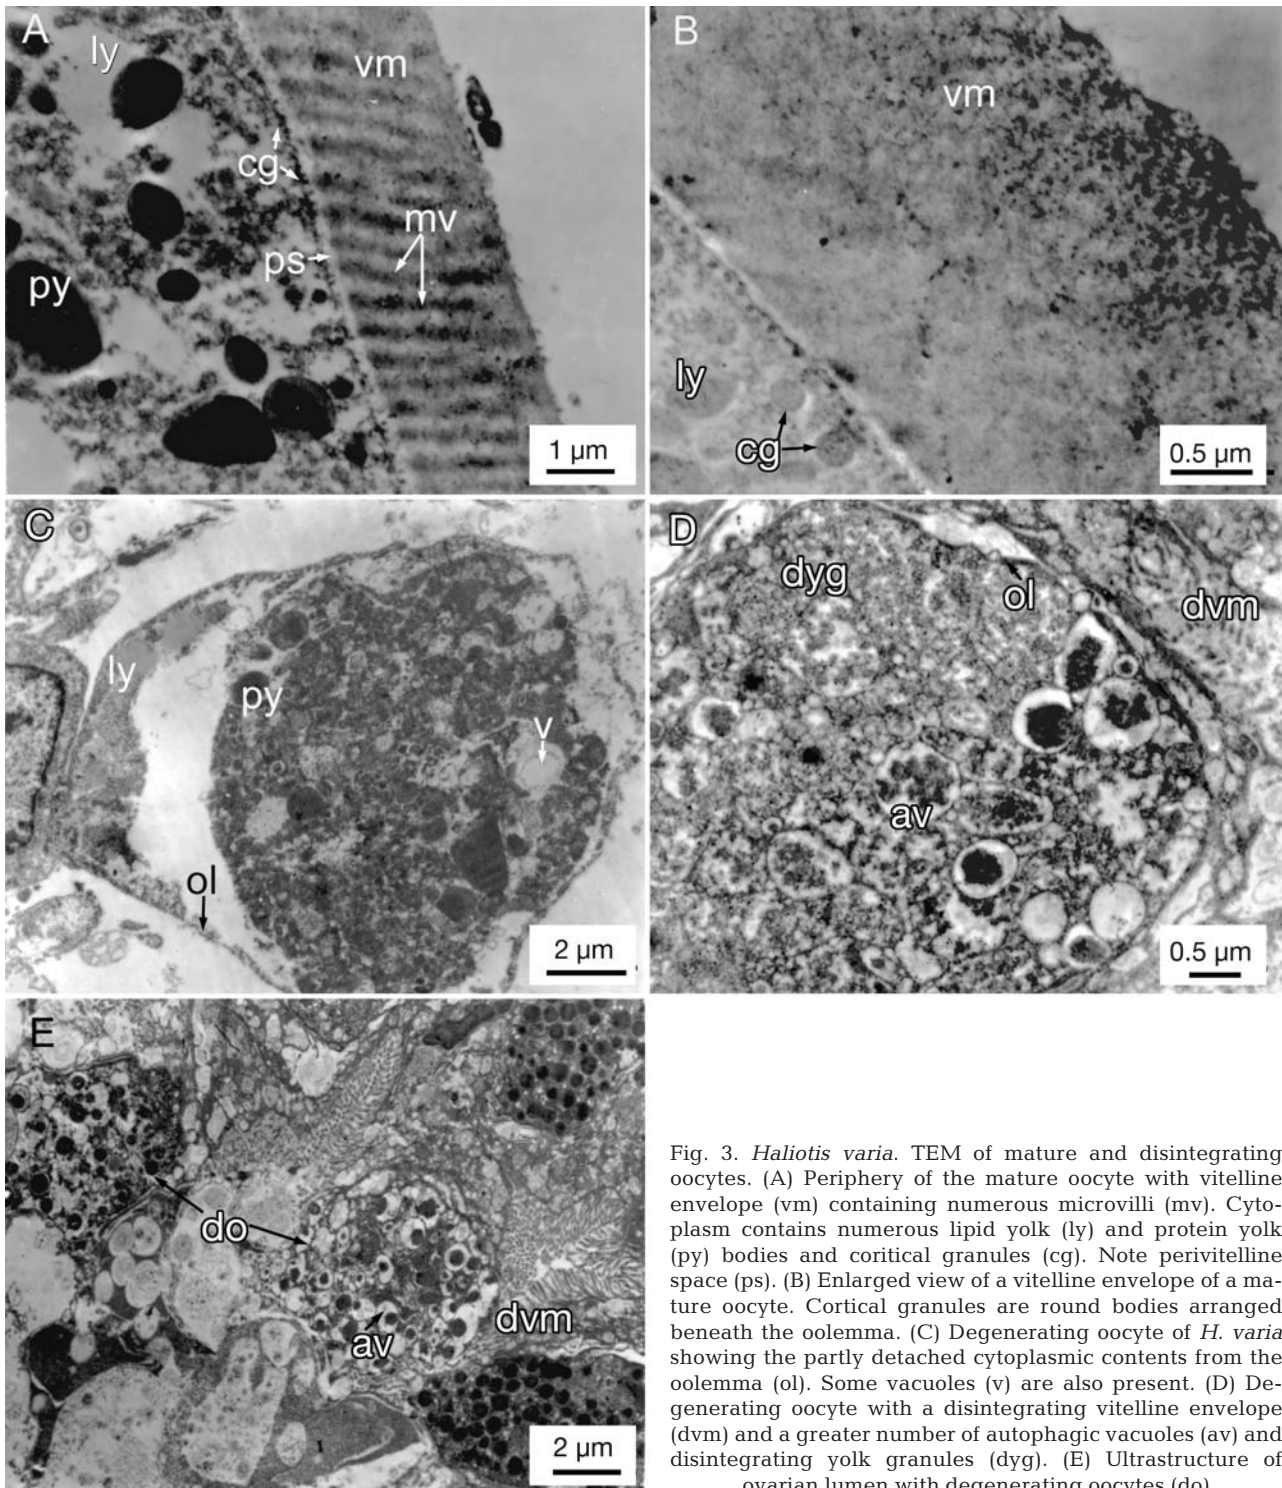 A
ly
vm
cg
mv
ps
py
1 µm
B
vm
ly
cg
0.5 µm
C
ly
py
v
ol
2 µm
D
dyg
ol
dvm
av
0.5 µm
E
do
av
dvm
2 µm
Fig. 3. Haliotis varia. TEM of mature and disintegrating
oocytes. (A) Periphery of the mature oocyte with vitelline
envelope (vm) containing numerous microvilli (mv). Cyto-
plasm contains numerous lipid yolk (ly) and protein yolk
(py) bodies and coritical granules (cg). Note perivitelline
space (ps). (B) Enlarged view of a vitelline envelope of a ma-
ture oocyte. Cortical granules are round bodies arranged
beneath the oolemma. (C) Degenerating oocyte of H. varia
showing the partly detached cytoplasmic contents from the
oolemma (ol). Some vacuoles (v) are also present. (D) De-
generating oocyte with a disintegrating vitelline envelope
(dvm) and a greater number of autophagic vacuoles (av) and
disintegrating yolk granules (dyg). (E) Ultrastructure of
ovarian lumen with degenerating oocytes (do)